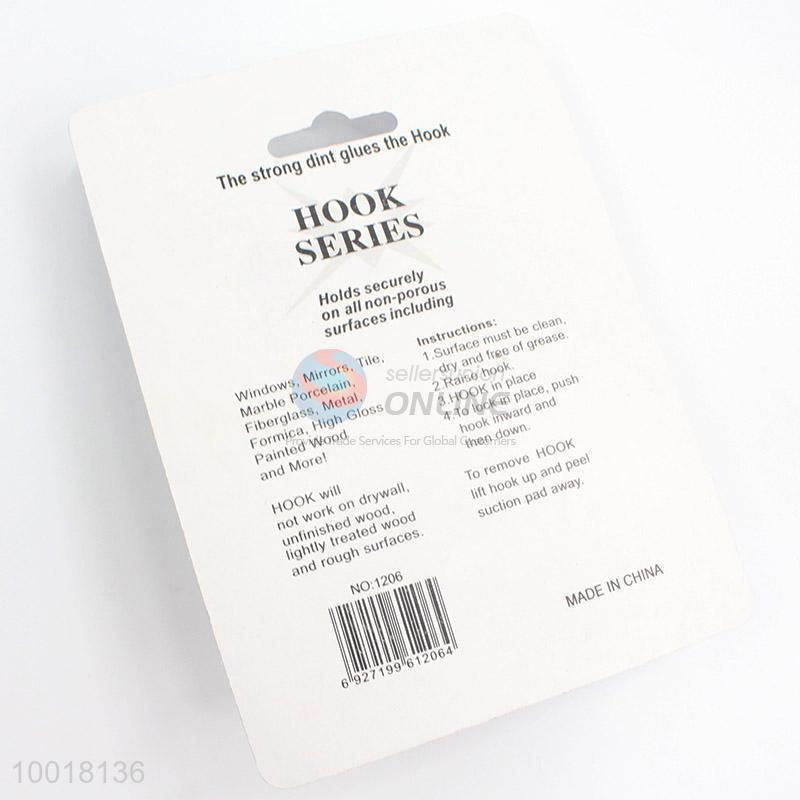 The strong dint glues the Hook
HOOK
SERIES
Holds securely
on all non-porous
surfaces including
Windows, Mirrors, Tile,
Marble Porcelain,
Fiberglass, Metal,
Formica, High Gloss
Painted Wood
and More!
HOOK will
not work on drywall,
unfinished wood,
lightly treated wood
and rough surfaces.
Instructions:
1.Surface must be clean,
dry and free of grease.
2.Raise hook.
3.HOOK in place
4.To lock in place, push
hook inward and
then down.
To remove HOOK
lift hook up and peel
suction pad away.
NO:1206
6 927199 612064
MADE IN CHINA
sellersunion
ONLINE
Provide Trade Services For Global Customers
10018136